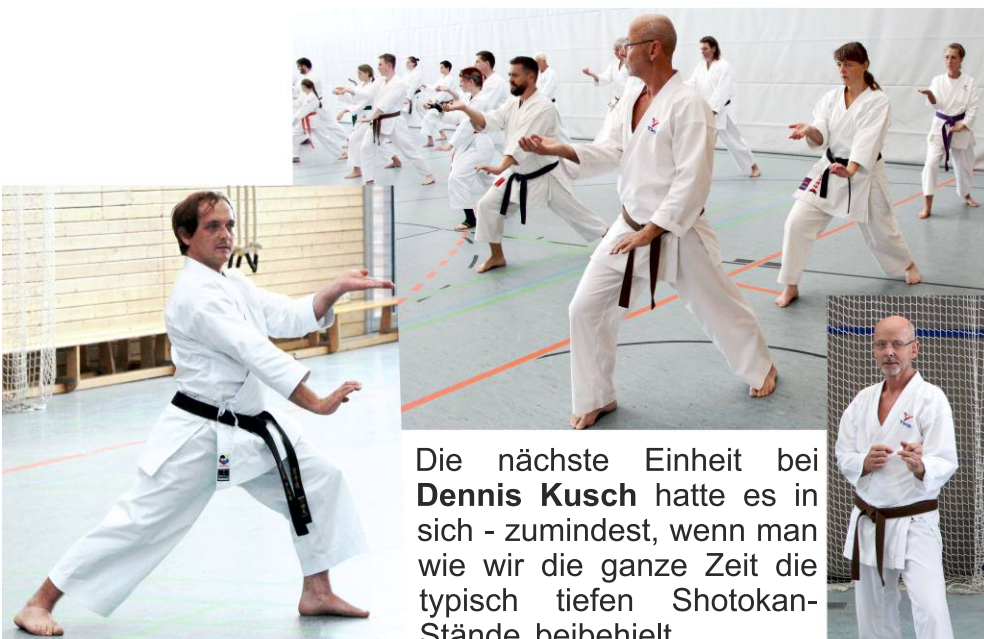 Die nächste Einheit bei
Dennis Kusch hatte es in
sich - zumindest, wenn man
wie wir die ganze Zeit die
typisch tiefen Shotokan-
Stände beibehielt